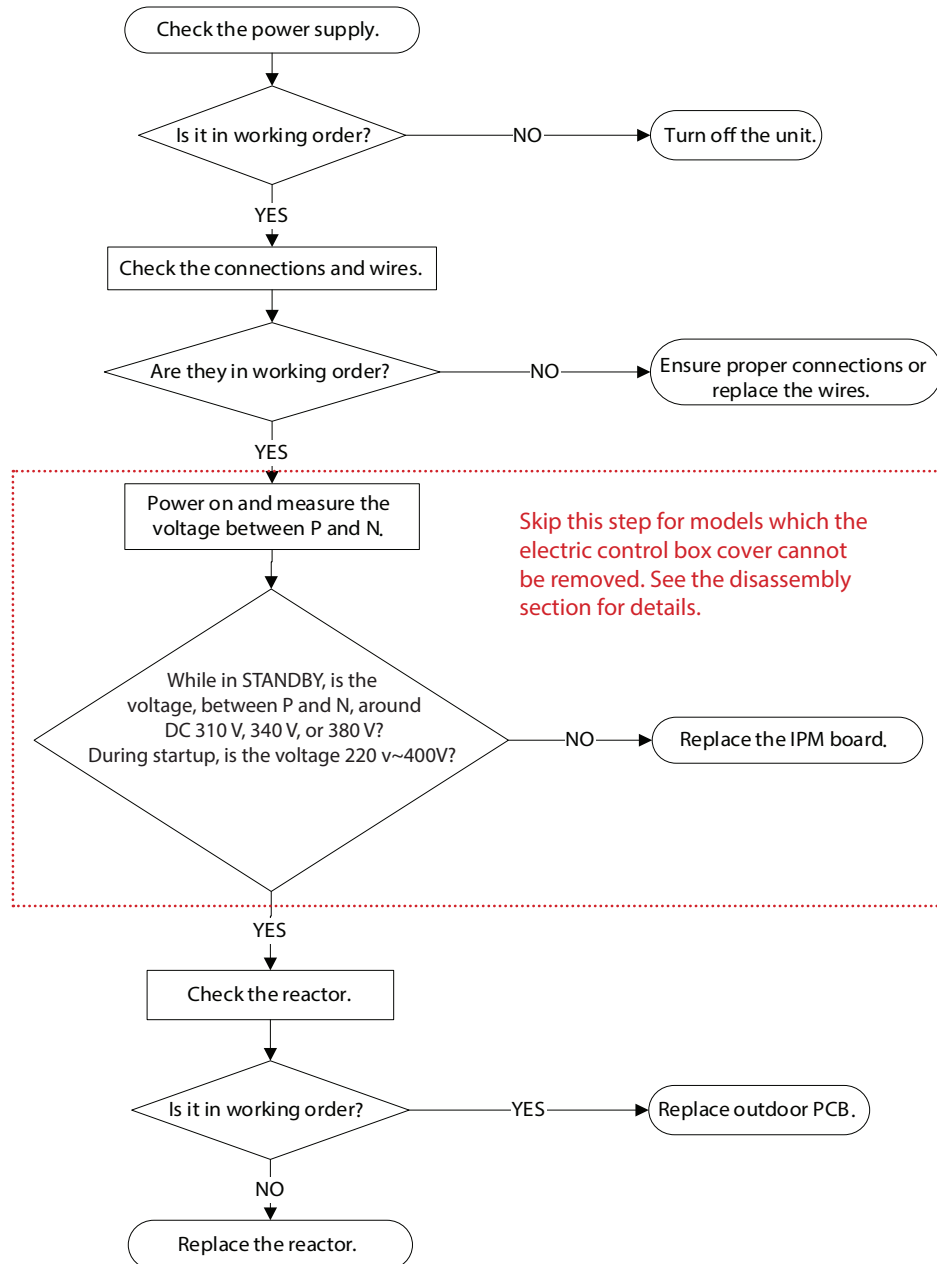 Check the power supply.
Is it in working order?
NO
Turn off the unit.
YES
Check the connections and wires.
Are they in working order?
NO
Ensure proper connections or
replace the wires.
YES
Power on and measure the
voltage between P and N.
Skip this step for models which the
electric control box cover cannot
be removed. See the disassembly
section for details.
While in STANDBY, is the
voltage, between P and N, around
DC 310 V, 340 V, or 380 V?
During startup, is the voltage 220 v~400V?
NO
Replace the IPM board.
YES
Check the reactor.
Is it in working order?
YES
Replace outdoor PCB.
NO
Replace the reactor.